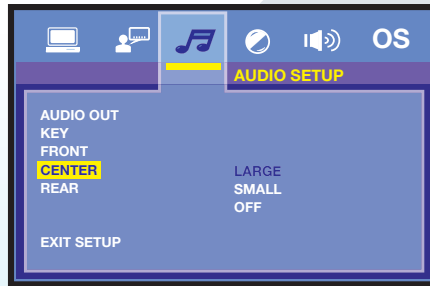 OS
AUDIO SETUP
AUDIO OUT
KEY
FRONT
CENTER
REAR
LARGE
SMALL
OFF
EXIT SETUP